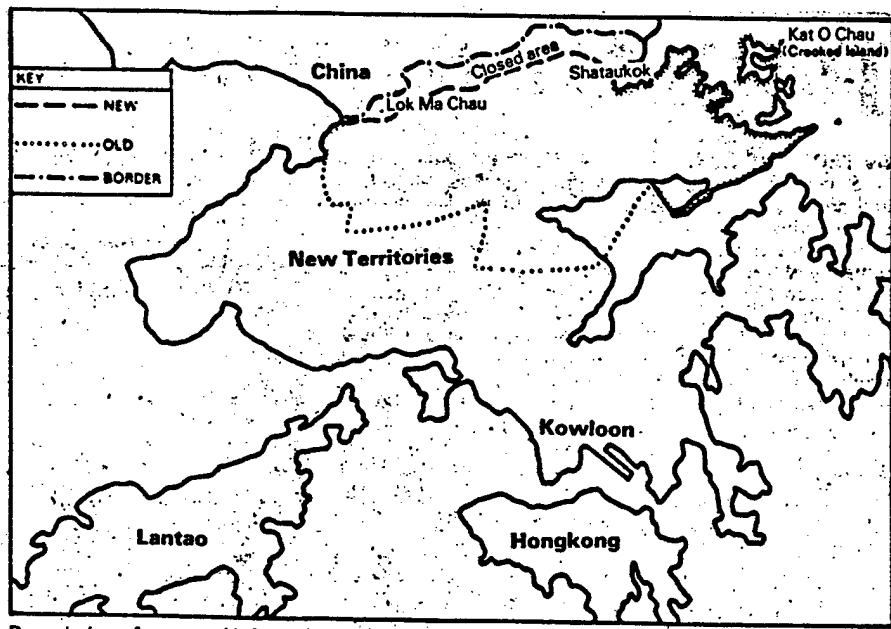 Kat O Chau
(Crooked Island)
China
Closed area
Shataukok
KEY
NEW
Lok Ma Chau
OLD
BORDER
New Territories
Kowloon
Lantao
Hongkong